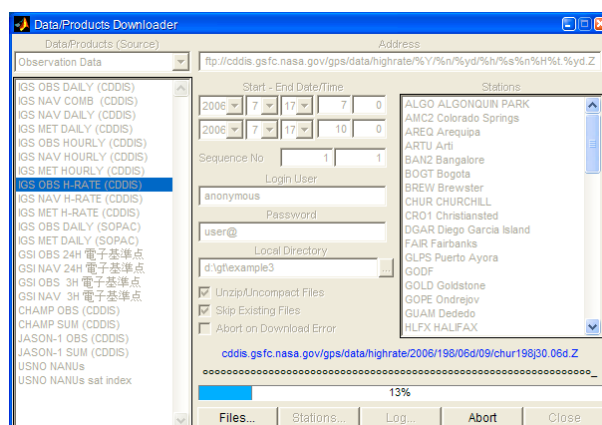 Data/Products Downloader
Data/Products (Source)
Observation Data
IGS OBS DAILY (CDDIS)
IGS NAV COMB (CDDIS)
IGS NAV DAILY (CDDIS)
IGS MET DAILY (CDDIS)
IGS OBS HOURLY (CDDIS)
IGS NAV HOURLY (CDDIS)
IGS MET HOURLY (CDDIS)
IGS OBS H-RATE (CDDIS)
IGS NAV H-RATE (CDDIS)
IGS MET H-RATE (CDDIS)
IGS OBS DAILY (SOPAC)
IGS MET DAILY (SOPAC)
GSI OBS 24H 電子基準点
GSI NAV 24H 電子基準点
GSI OBS 3H 電子基準点
GSI NAV 3H 電子基準点
CHAMP OBS (CDDIS)
CHAMP SUM (CDDIS)
JASON-1 OBS (CDDIS)
JASON-1 SUM (CDDIS)
USNO NANUs
USNO NANUs sat index
Address
ftp://cddis.gsfc.nasa.gov/gps/data/highrate/%Y/%n/%yd/%h/%s%n%H%t.%yd.Z
Start - End Date/Time
2006 7 17 7 0
2006 7 17 10 0
Sequence No 1 1
Login User
anonymous
Password
user@
Local Directory
d:\gt\example3
...
Unzip/Uncompact Files
Skip Existing Files
Abort on Download Error
Stations
ALGO ALGONQUIN PARK
AMC2 Colorado Springs
AREQ Arequipa
ARTU Arti
BAN2 Bangalore
BOGT Bogota
BREW Brewster
CHUR CHURCHILL
CRO1 Christiansted
DGAR Diego Garcia Island
FAIR Fairbanks
GLPS Puerto Ayora
GODF
GOLD Goldstone
GOPE Ondrejov
GUAM Dededo
HLFX HALIFAX
cddis.gsfc.nasa.gov/gps/data/highrate/2006/198/06d/09/chur198j30.06d.Z
13%
Files...
Stations...
Log...
Abort
Close